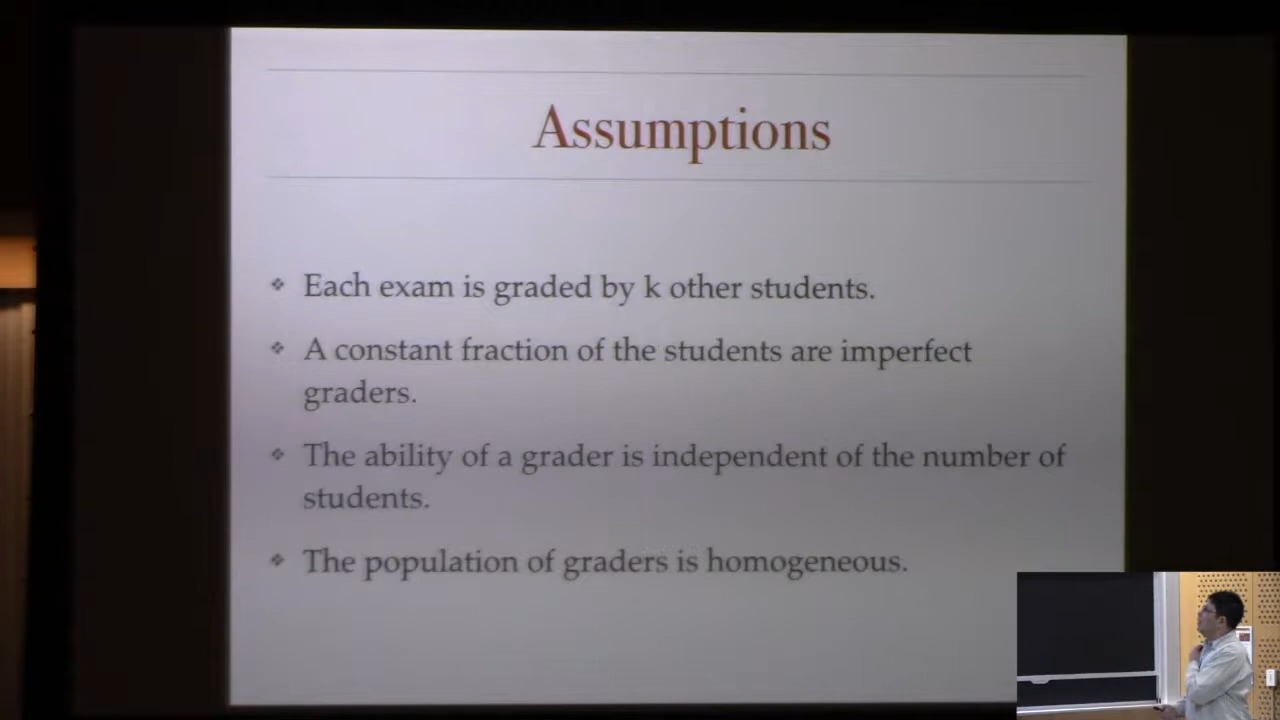 Assumptions
Each exam is graded by k other students.
A constant fraction of the students are imperfect
graders.
The ability of a grader is independent of the number of
students.
The population of graders is homogeneous.